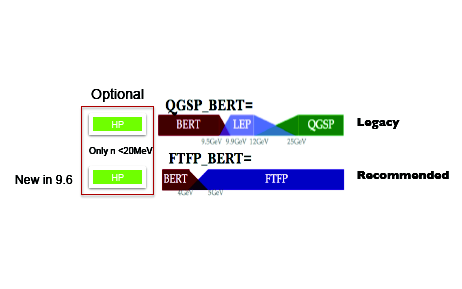 Optional
QGSP_BERT=
HP
BERT
LEP
QGSP
Legacy
9.5GeV 9.9GeV 12GeV 25GeV
Only n <20MeV
FTFP_BERT=
New in 9.6
HP
BERT
FTFP
Recommended
4GeV 5GeV